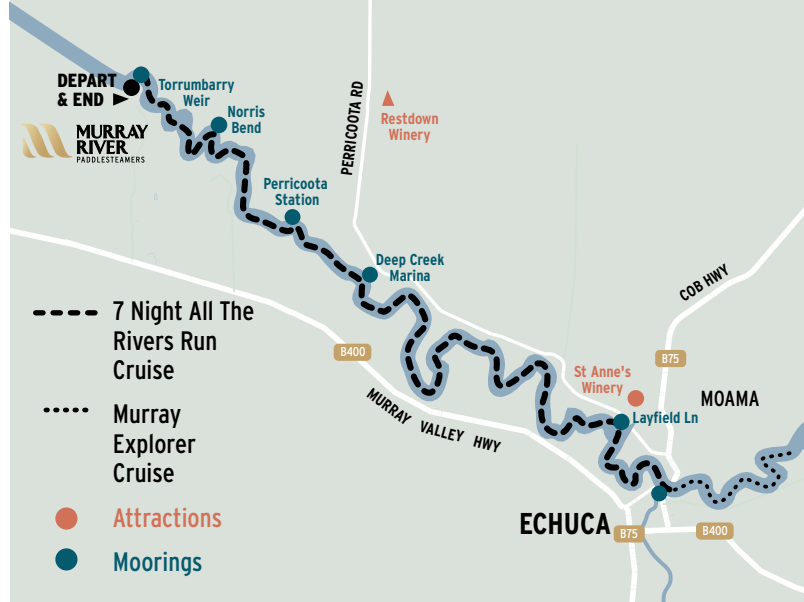 DEPART
& END
Torrumbarry
Weir
Norris
Bend
MURRAY
RIVER
PADDLESTEAMERS
PERRICOOTA RD
Restdown
Winery
Perricoota
Station
Deep Creek
Marina
COB HWY
7 Night All The
Rivers Run
Cruise
B400
B75
St Anne's
Winery
MOAMA
MURRAY VALLEY HWY
Layfield Ln
Murray
Explorer
Cruise
Attractions
ECHUCA
B75
B400
Moorings